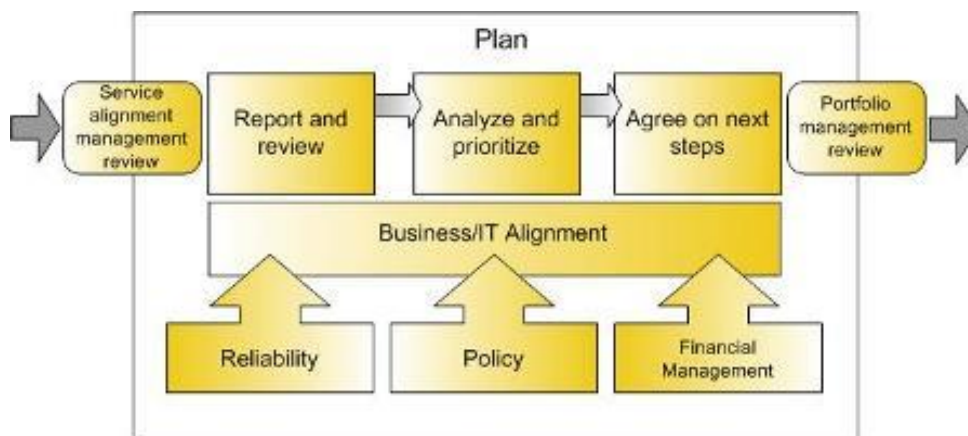 Plan
Service
alignment
management
review
Report and
review
Analyze and
prioritize
Agree on next
steps
Portfolio
management
review
Business/IT Alignment
Reliability
Policy
Financial
Management